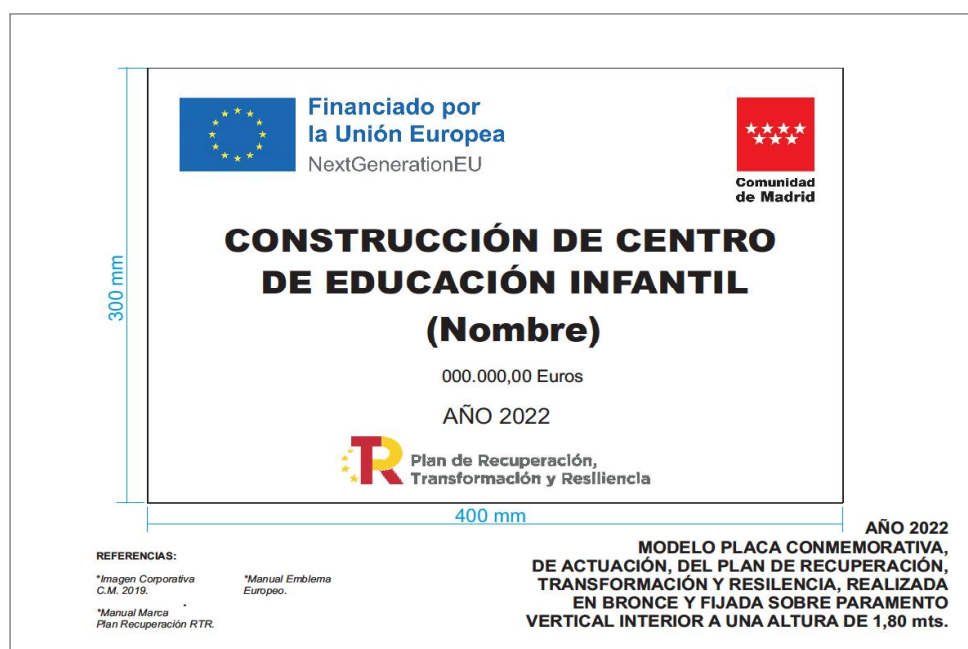 Financiado por
la Unión Europea
NextGenerationEU
Comunidad
de Madrid
CONSTRUCCIÓN DE CENTRO
DE EDUCACIÓN INFANTIL
(Nombre)
000.000,00 Euros
AÑO 2022
Plan de Recuperación,
Transformación y Resiliencia
300 mm
400 mm
REFERENCIAS:
*Imagen Corporativa
C.M. 2019.
*Manual Emblema
Europeo.
*Manual Marca
Plan Recuperación RTR.
AÑO 2022
MODELO PLACA CONMEMORATIVA,
DE ACTUACIÓN, DEL PLAN DE RECUPERACIÓN,
TRANSFORMACIÓN Y RESILENCIA, REALIZADA
EN BRONCE Y FIJADA SOBRE PARAMENTO
VERTICAL INTERIOR A UNA ALTURA DE 1,80 mts.